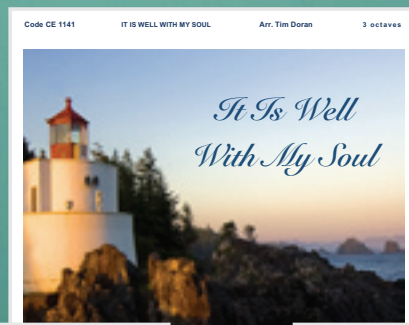 Code CE 1141 IT IS WELL WITH MY SOUL Arr. Tim Doran 3 octaves
It Is Well
With My Soul